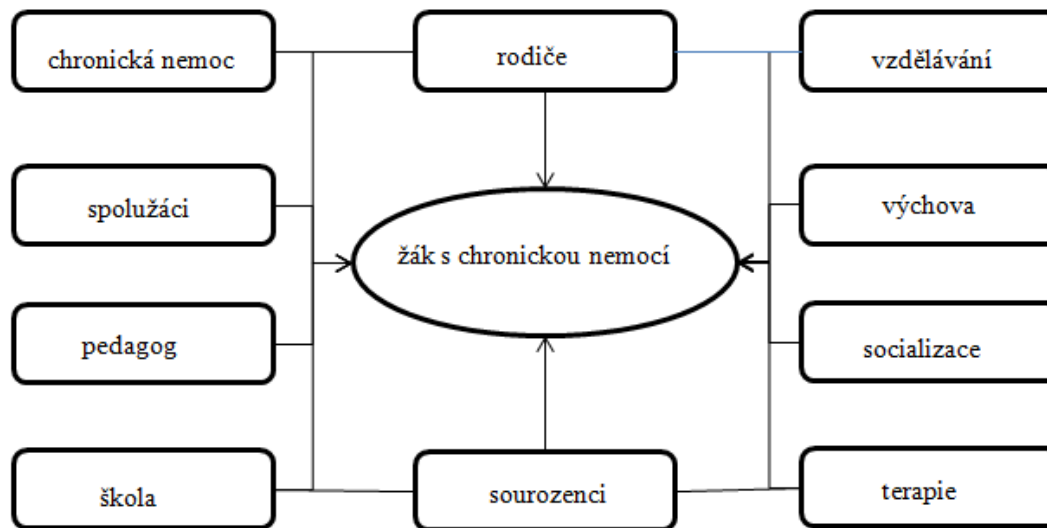 chronická nemoc
rodiče
vzdělávání
spolužáci
výchova
žák s chronickou nemocí
pedagog
socializace
škola
sourozenci
terapie